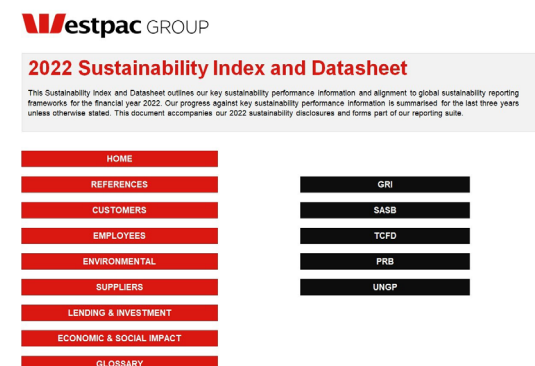 Westpac GROUP
2022 Sustainability Index and Datasheet
This Sustainability Index and Datasheet outlines our key sustainability performance information and alignment to global sustainability reporting
frameworks for the financial year 2022. Our progress against key sustainability performance information is summarised for the last three years
unless otherwise stated. This document accompanies our 2022 sustainability disclosures and forms part of our reporting suite.
HOME
REFERENCES
GRI
CUSTOMERS
SASB
EMPLOYEES
TCFD
ENVIRONMENTAL
PRB
SUPPLIERS
UNGP
LENDING & INVESTMENT
ECONOMIC & SOCIAL IMPACT
GLOSSARY